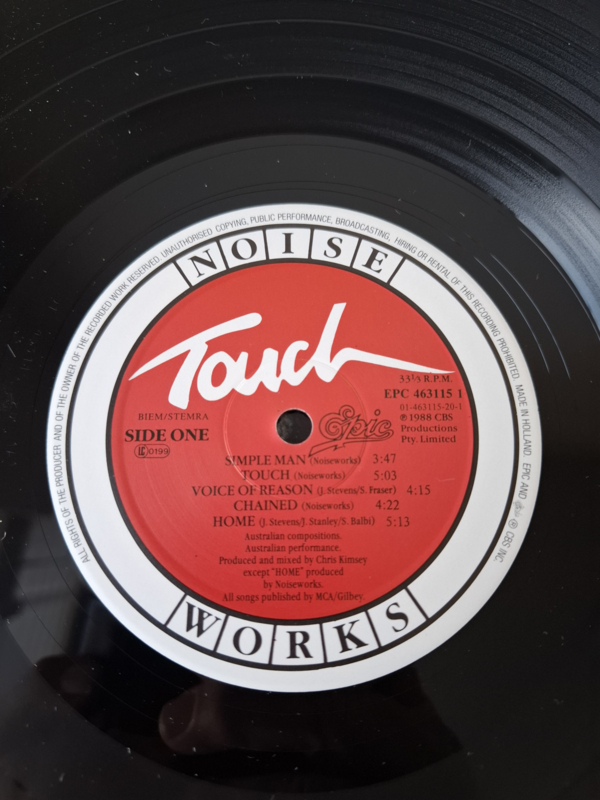 ALL RIGHTS OF THE PRODUCER AND OF THE OWNER OF THE RECORDED WORK RESERVED. UNAUTHORISED COPYING, PUBLIC PERFORMANCE, BROADCASTING, HIRING OR RENTAL OF THIS RECORDING PROHIBITED. MADE IN HOLLAND. EPIC AND Epic ℗ CBS INC
NOISE
Touch
33⅓ R.P.M.
BIEM/STEMRA
EPC 463115 1
01-463115-20-1
SIDE ONE
℗ 1988 CBS
LC 0199
Epic
Productions
Pty. Limited
SIMPLE MAN (Noiseworks) 3:47
TOUCH (Noiseworks) 5:03
VOICE OF REASON (J. Stevens/S. Fraser) 4:15
CHAINED (Noiseworks) 4:22
HOME (J. Stevens/J. Stanley/S. Balbi) 5:13
Australian compositions.
Australian performance.
Produced and mixed by Chris Kimsey
except "HOME" produced
by Noiseworks.
All songs published by MCA/Gilbey.
WORKS